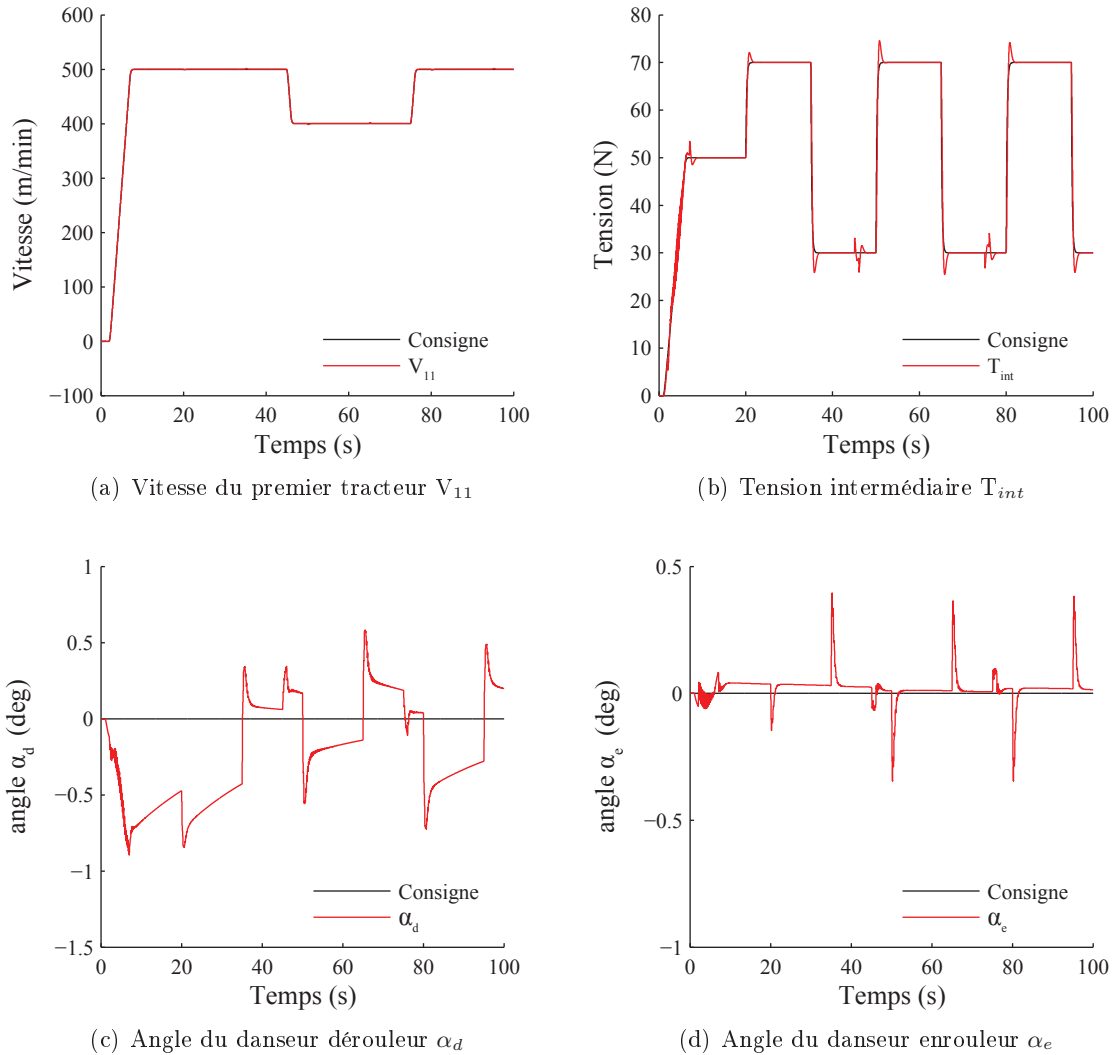 600
500
400
300
200
100
0
−100
Vitesse (m/min)
0 20 40 60 80 100
Temps (s)
Consigne
V11
(a) Vitesse du premier tracteur V11
80
70
60
50
40
30
20
10
0
Tension (N)
0 20 40 60 80 100
Temps (s)
Consigne
Tint
(b) Tension intermédiaire Tint
1
0.5
0
−0.5
−1
−1.5
angle αd (deg)
0 20 40 60 80 100
Temps (s)
Consigne
αd
(c) Angle du danseur dérouleur αd
0.5
0
−0.5
−1
angle αe (deg)
0 20 40 60 80 100
Temps (s)
Consigne
αe
(d) Angle du danseur enrouleur αe